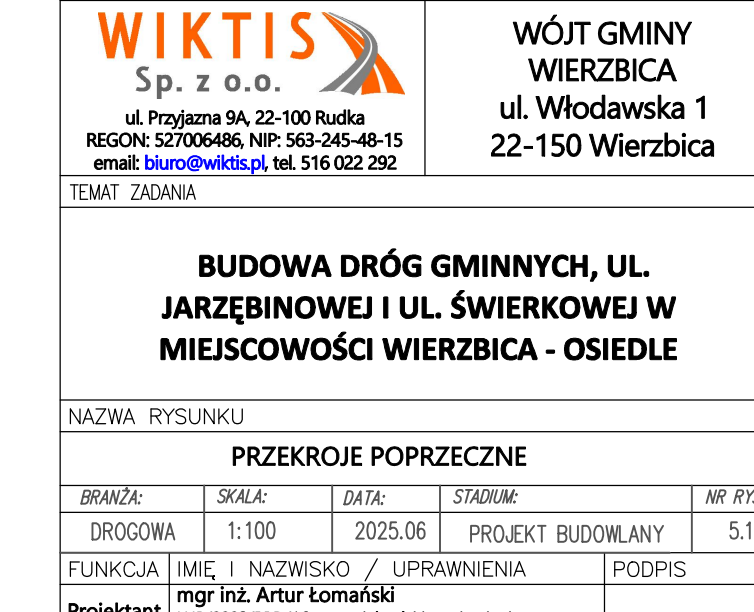 WIKTIS
Sp. z o.o.
ul. Przyjazna 9A, 22-100 Rudka
REGON: 527006486, NIP: 563-245-48-15
email: biuro@wiktis.pl, tel. 516 022 292
WÓJT GMINY
WIERZBICA
ul. Włodawska 1
22-150 Wierzbica
TEMAT ZADANIA
BUDOWA DRÓG GMINNYCH, UL.
JARZĘBINOWEJ I UL. ŚWIERKOWEJ W
MIEJSCOWOŚCI WIERZBICA - OSIEDLE
NAZWA RYSUNKU
PRZEKROJE POPRZECZNE
BRANŻA: SKALA: DATA: STADIUM: NR RYS
DROGOWA 1:100 2025.06 PROJEKT BUDOWLANY 5.1
FUNKCJA IMIĘ I NAZWISKO / UPRAWNIENIA PODPIS
mgr inż. Artur Łomański
Projektant